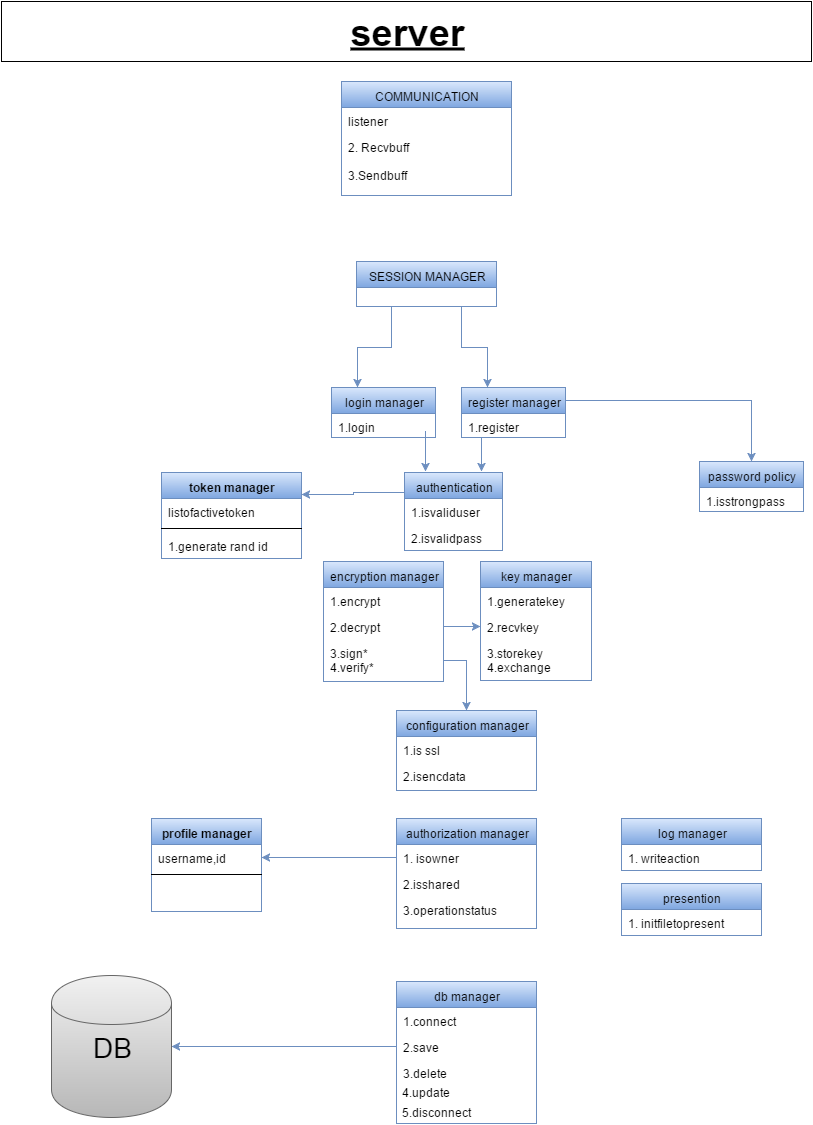 server
COMMUNICATION
listener
2. Recvbuff
3.Sendbuff
SESSION MANAGER
login manager
1.login
register manager
1.register
password policy
1.isstrongpass
token manager
listofactivetoken
1.generate rand id
authentication
1.isvaliduser
2.isvalidpass
encryption manager
1.encrypt
2.decrypt
3.sign*
4.verify*
key manager
1.generatekey
2.recvkey
3.storekey
4.exchange
configuration manager
1.is ssl
2.isencdata
profile manager
username,id
authorization manager
1. isowner
2.isshared
3.operationstatus
log manager
1. writeaction
presention
1. initfiletopresent
DB
db manager
1.connect
2.save
3.delete
4.update
5.disconnect